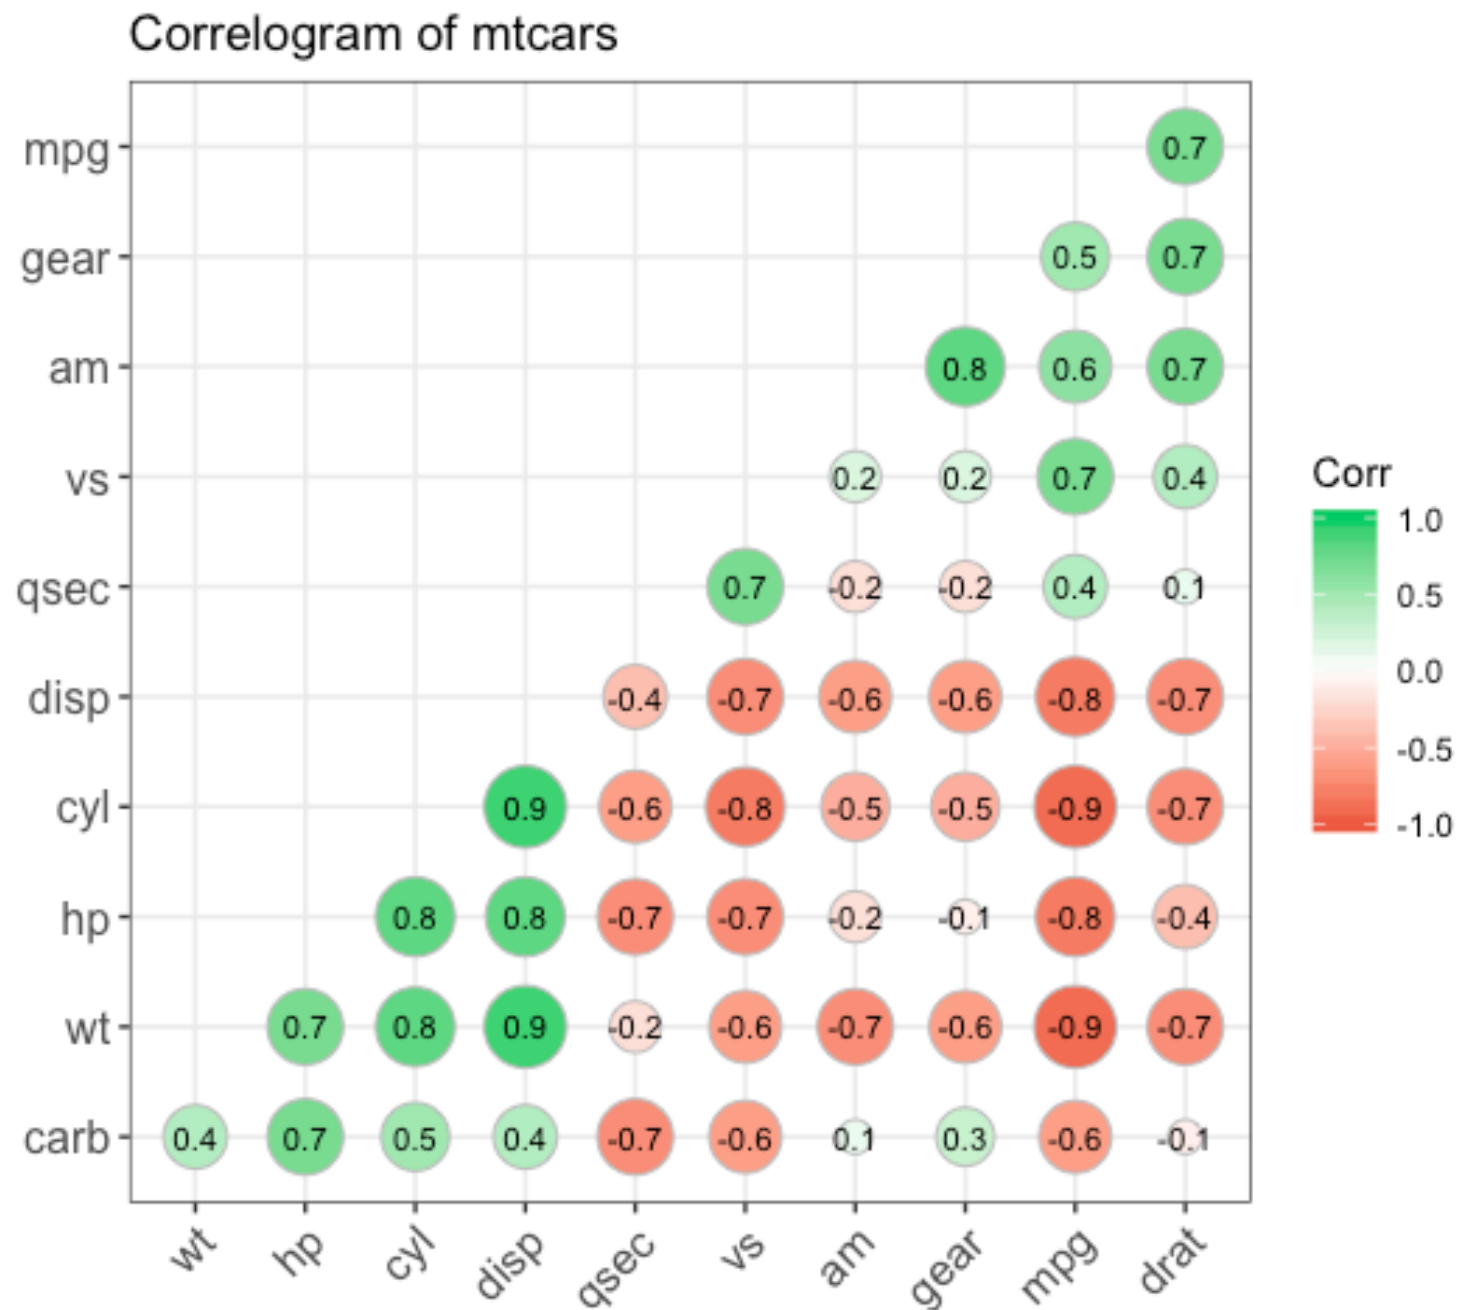 Correlogram of mtcars
mpg 0.7
gear 0.5 0.7
am 0.8 0.6 0.7
vs 0.2 0.2 0.7 0.4
qsec 0.7 -0.2 -0.2 0.4 0.1
disp -0.4 -0.7 -0.6 -0.6 -0.8 -0.7
cyl 0.9 -0.6 -0.8 -0.5 -0.5 -0.9 -0.7
hp 0.8 0.8 -0.7 -0.7 -0.2 -0.1 -0.8 -0.4
wt 0.7 0.8 0.9 -0.2 -0.6 -0.7 -0.6 -0.9 -0.7
carb 0.4 0.7 0.5 0.4 -0.7 -0.6 0.1 0.3 -0.6 -0.1
wt hp cyl disp qsec vs am gear mpg drat
Corr
1.0
0.5
0.0
-0.5
-1.0